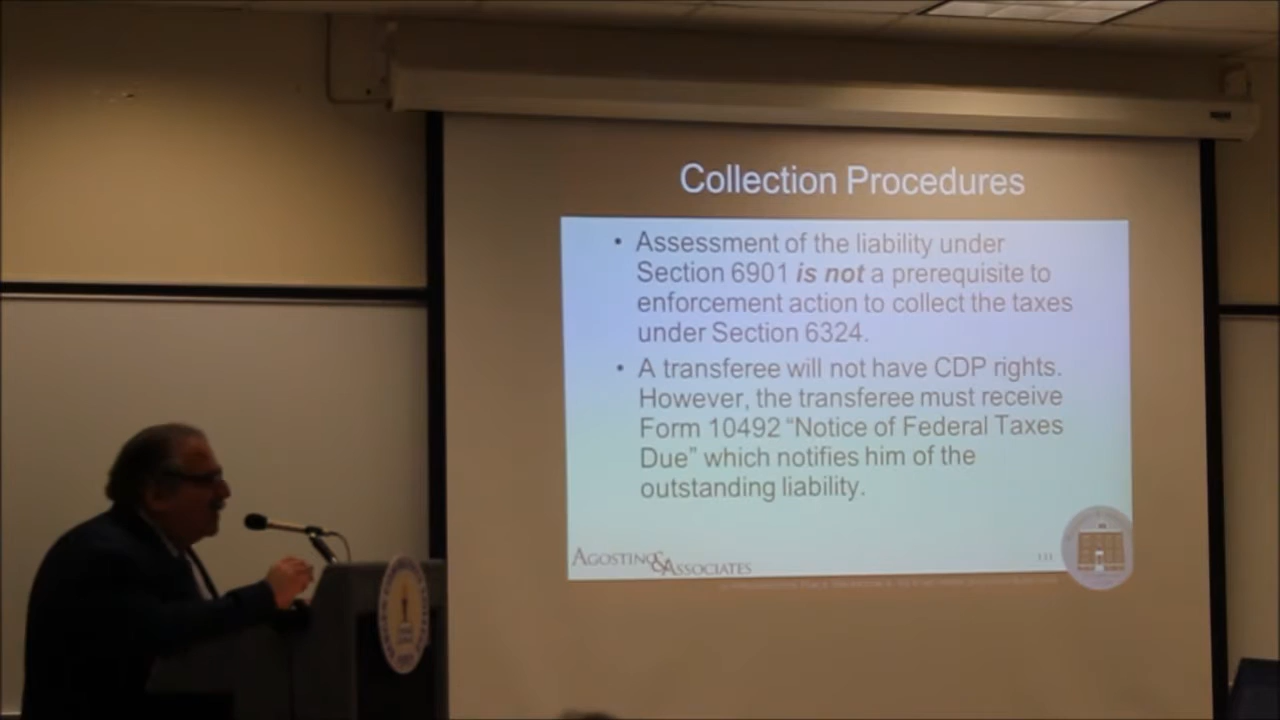 Collection Procedures
• Assessment of the liability under
Section 6901 is not a prerequisite to
enforcement action to collect the taxes
under Section 6324.
• A transferee will not have CDP rights.
However, the transferee must receive
Form 10492 “Notice of Federal Taxes
Due” which notifies him of the
outstanding liability.
AGOSTINO & ASSOCIATES